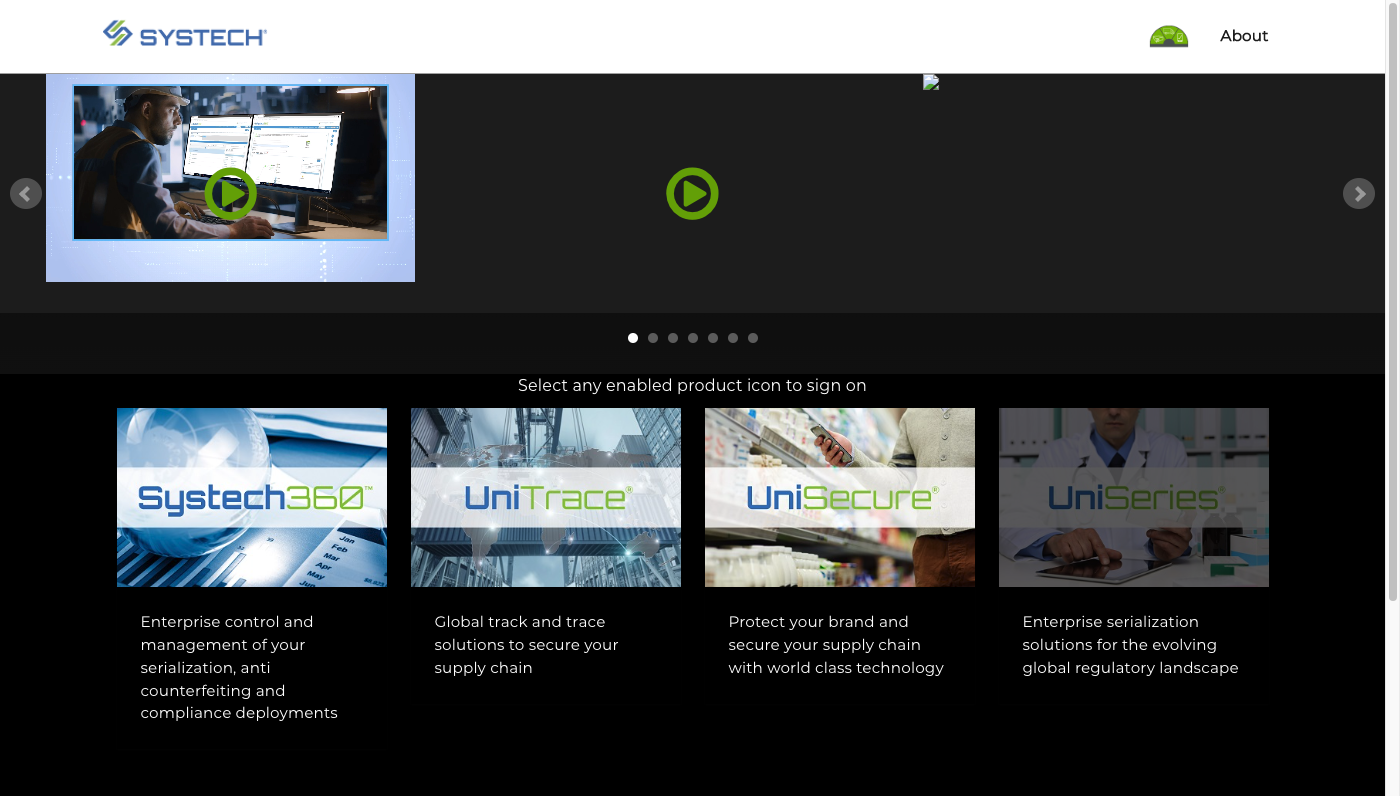 SYSTECH®
About
Select any enabled product icon to sign on
Systech360™
UniTrace®
UniSecure®
UniSeries®
Jan
Feb
Mar
Apr
May
Enterprise control and
management of your
serialization, anti
counterfeiting and
compliance deployments
Global track and trace
solutions to secure your
supply chain
Protect your brand and
secure your supply chain
with world class technology
Enterprise serialization
solutions for the evolving
global regulatory landscape